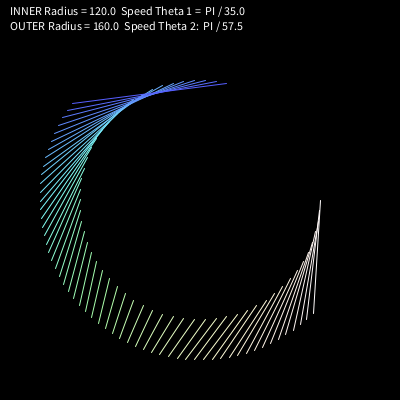 INNER Radius = 120.0  Speed Theta 1 =  PI / 35.0
OUTER Radius = 160.0  Speed Theta 2:  PI / 57.5